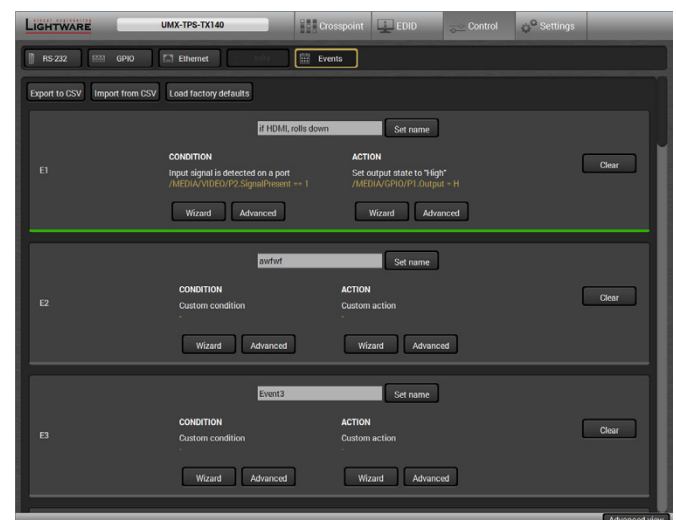 visual engineering
LIGHTWARE UMX-TPS-TX140 Crosspoint EDID Control Settings
RS-232 GPIO Ethernet Events
Export to CSV Import from CSV Load factory defaults
if HDMI, rolls down Set name
CONDITION ACTION
E1 Input signal is detected on a port Set output state to "High" Clear
/MEDIA/VIDEO/P2.SignalPresent == 1 /MEDIA/GPIO/P1.Output = H
Wizard Advanced Wizard Advanced
awfwf Set name
CONDITION ACTION
E2 Custom condition Custom action Clear
- -
Wizard Advanced Wizard Advanced
Event3 Set name
CONDITION ACTION
E3 Custom condition Custom action Clear
- -
Wizard Advanced Wizard Advanced
Advanced view